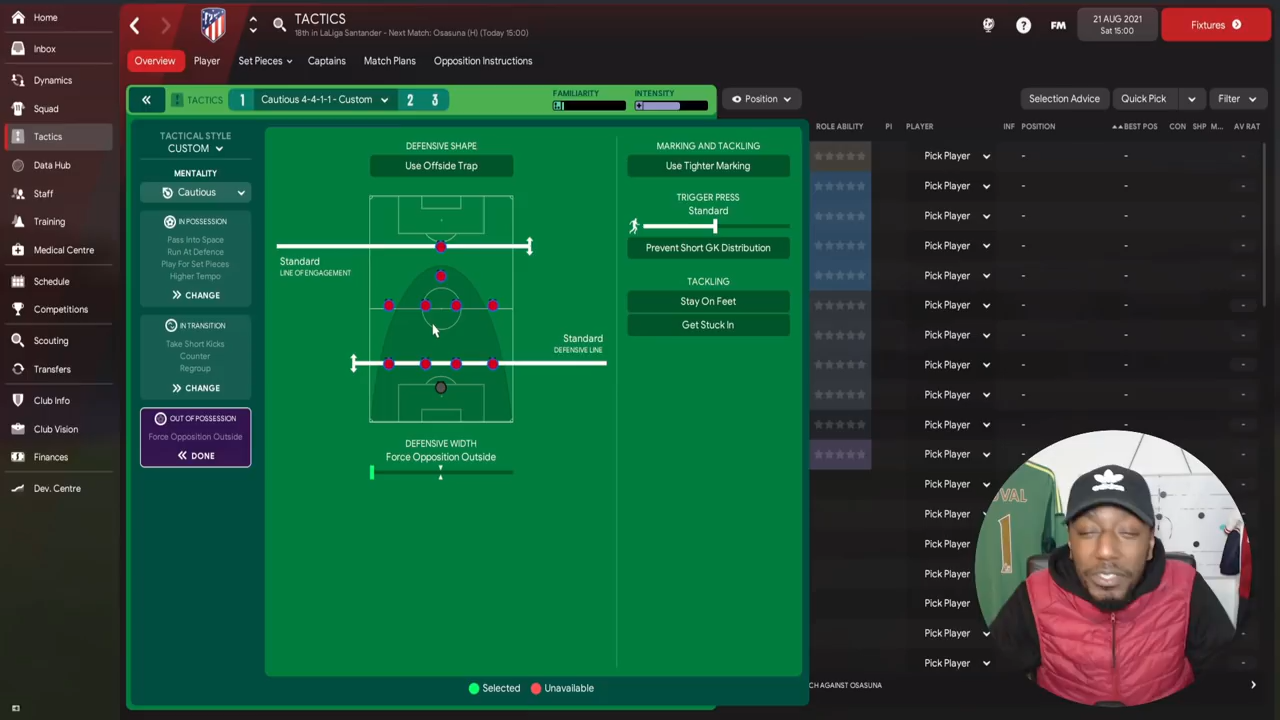 Home
Inbox
Dynamics
Squad
Tactics
Data Hub
Staff
Training
Medical Centre
Schedule
Competitions
Scouting
Transfers
Club Info
Club Vision
Finances
Dev. Centre
TACTICS
18th in LaLiga Santander - Next Match: Osasuna (H) (Today 15:00)
FM
21 AUG 2021
Sat 15:00
Fixtures
Overview
Player
Set Pieces
Captains
Match Plans
Opposition Instructions
TACTICS
1
Cautious 4-4-1-1 - Custom
2
3
FAMILIARITY
INTENSITY
Position
Selection Advice
Quick Pick
Filter
TACTICAL STYLE
CUSTOM
MENTALITY
Cautious
IN POSSESSION
Pass Into Space
Run At Defence
Play For Set Pieces
Higher Tempo
CHANGE
IN TRANSITION
Take Short Kicks
Counter
Regroup
CHANGE
OUT OF POSSESSION
Force Opposition Outside
DONE
DEFENSIVE SHAPE
Use Offside Trap
Standard
LINE OF ENGAGEMENT
Standard
DEFENSIVE LINE
DEFENSIVE WIDTH
Force Opposition Outside
MARKING AND TACKLING
Use Tighter Marking
TRIGGER PRESS
Standard
Prevent Short GK Distribution
TACKLING
Stay On Feet
Get Stuck In
Selected
Unavailable
ROLE ABILITY PI PLAYER INF POSITION BEST POS CON SHP M... AV RAT
Pick Player - - -
Pick Player - - -
Pick Player - - -
Pick Player - - -
Pick Player - - -
Pick Player - - -
Pick Player - - -
Pick Player - - -
Pick Player - - -
Pick Player - - -
Pick Player - - -
Pick Player
Pick Player
Pick Player
Pick Player
Pick Player
Pick Player
Pick Player
CH AGAINST OSASUNA
OVAL
1